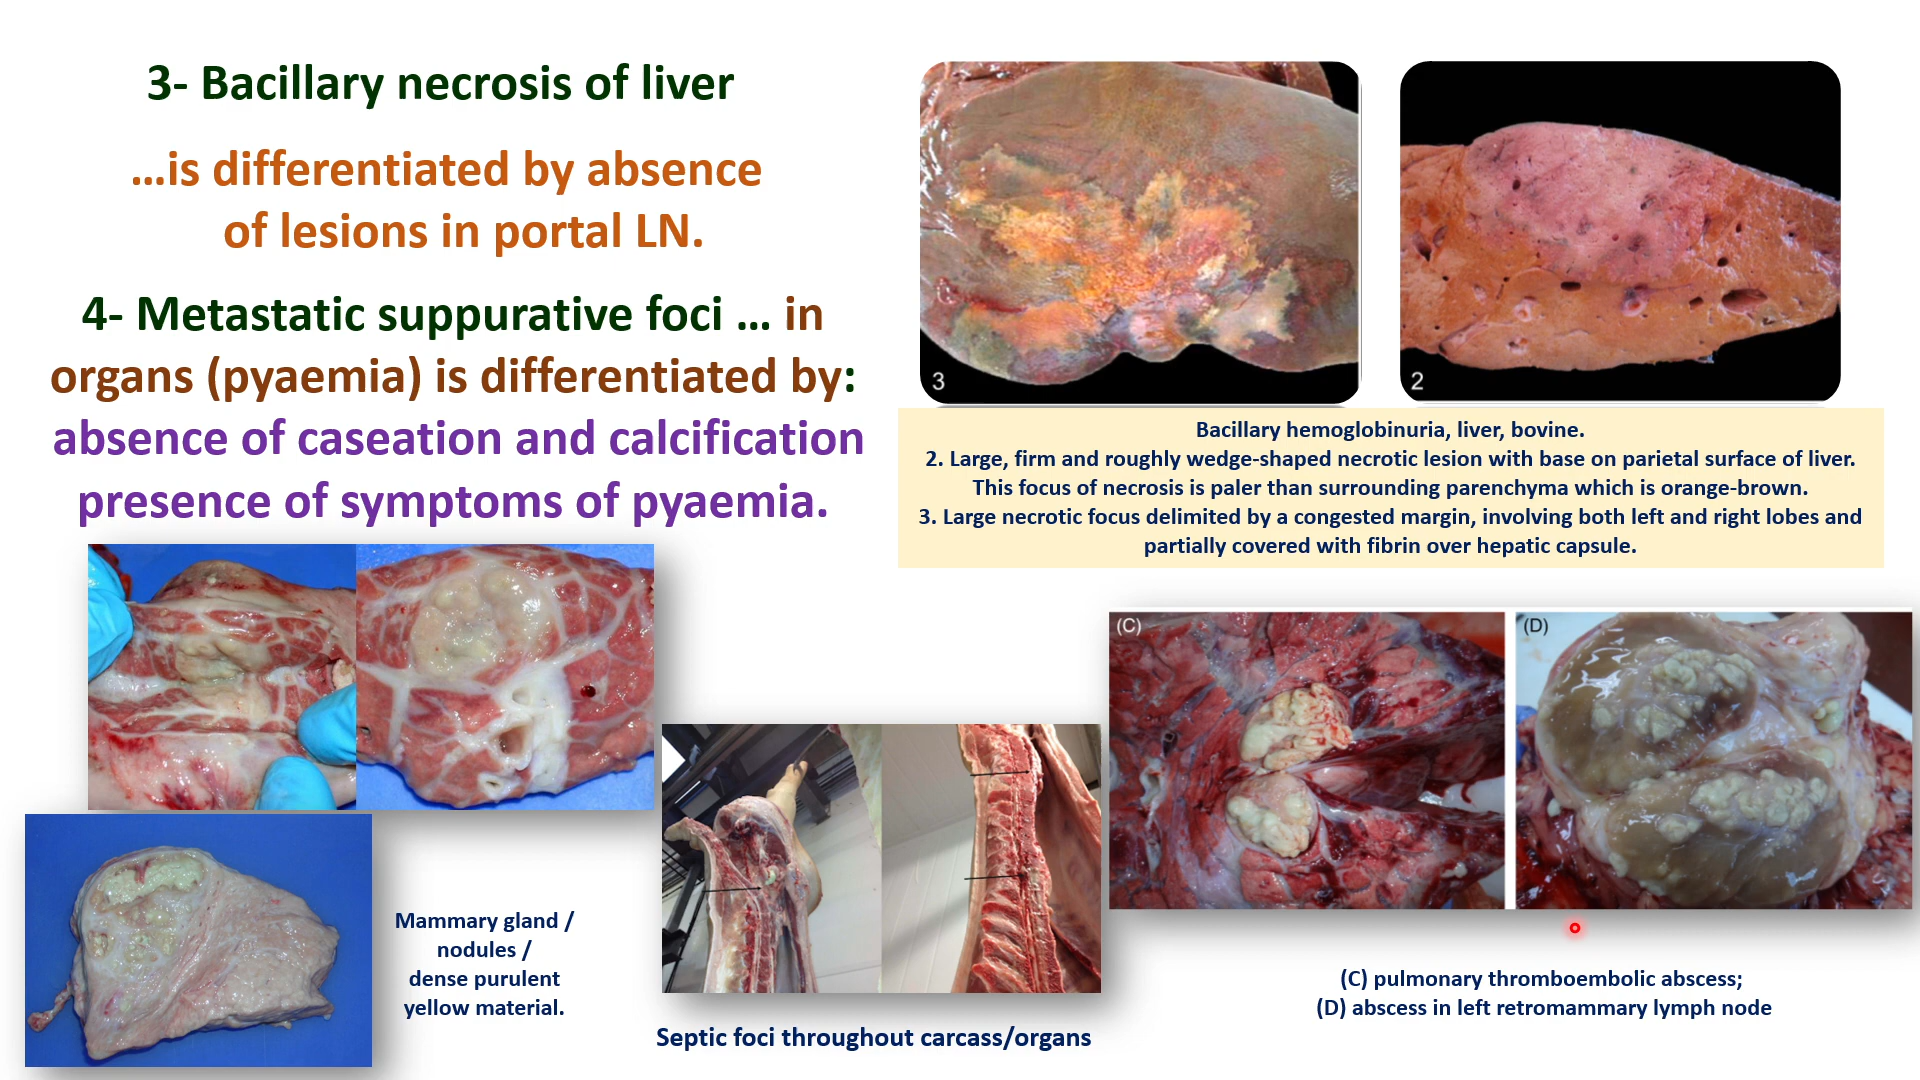 3- Bacillary necrosis of liver
…is differentiated by absence
of lesions in portal LN.
4- Metastatic suppurative foci … in
organs (pyaemia) is differentiated by:
absence of caseation and calcification
presence of symptoms of pyaemia.
3
2
Bacillary hemoglobinuria, liver, bovine.
2. Large, firm and roughly wedge-shaped necrotic lesion with base on parietal surface of liver.
This focus of necrosis is paler than surrounding parenchyma which is orange-brown.
3. Large necrotic focus delimited by a congested margin, involving both left and right lobes and
partially covered with fibrin over hepatic capsule.
Mammary gland /
nodules /
dense purulent
yellow material.
Septic foci throughout carcass/organs
(C)
(D)
(C) pulmonary thromboembolic abscess;
(D) abscess in left retromammary lymph node